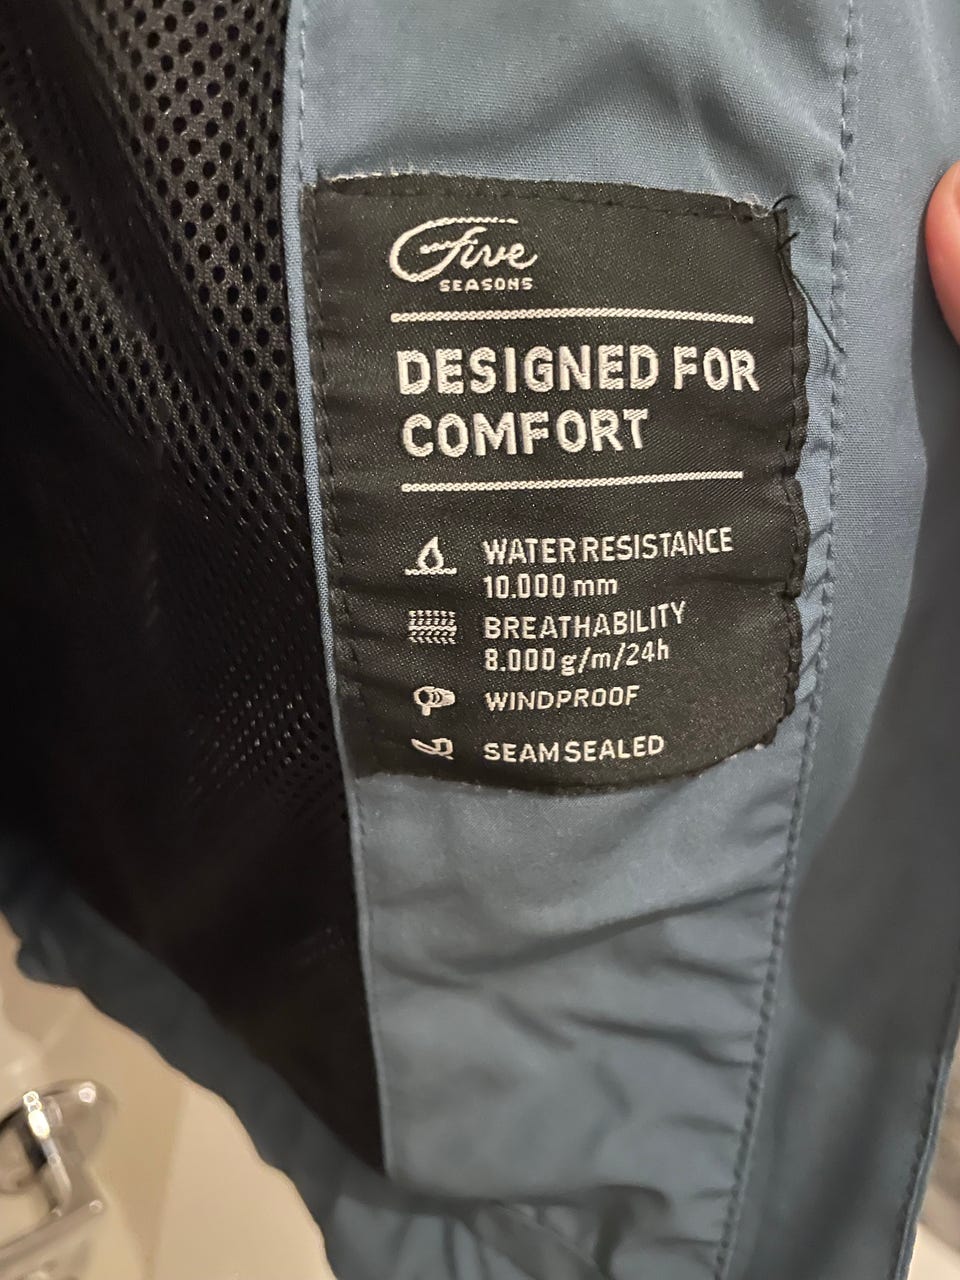 Five
SEASONS
DESIGNED FOR
COMFORT
WATER RESISTANCE
10.000 mm
BREATHABILITY
8.000 g/m/24h
WINDPROOF
SEAM SEALED